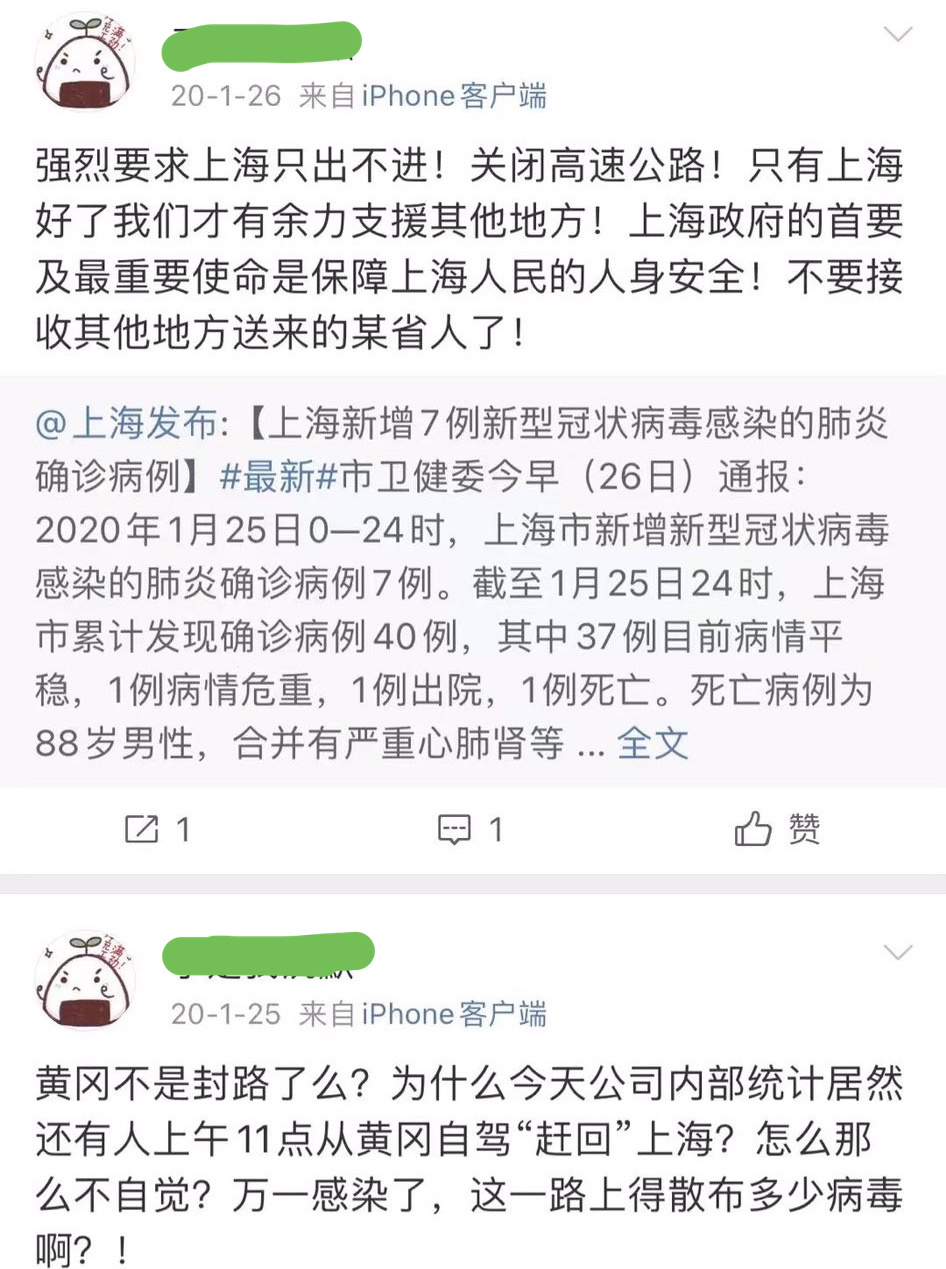 充满
干劲!
20-1-26 来自iPhone客户端
强烈要求上海只出不进！关闭高速公路！只有上海
好了我们才有余力支援其他地方！上海政府的首要
及最重要使命是保障上海人民的人身安全！不要接
收其他地方送来的某省人了！
@上海发布:【上海新增7例新型冠状病毒感染的肺炎
确诊病例】#最新#市卫健委今早（26日）通报：
2020年1月25日0—24时，上海市新增新型冠状病毒
感染的肺炎确诊病例7例。截至1月25日24时，上海
市累计发现确诊病例40例，其中37例目前病情平
稳，1例病情危重，1例出院，1例死亡。死亡病例为
88岁男性，合并有严重心肺肾等 ... 全文
1 1 赞
充满
干劲!
20-1-25 来自iPhone客户端
黄冈不是封路了么？为什么今天公司内部统计居然
还有人上午11点从黄冈自驾“赶回”上海？怎么那
么不自觉？万一感染了，这一路上得散布多少病毒
啊？！